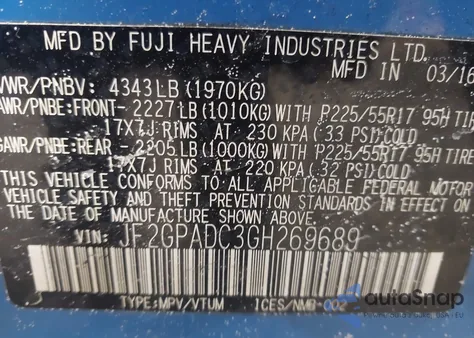 MFD BY FUJI HEAVY INDUSTRIES LTD.
MFD IN 03/16
VWR/PNBV: 4343LB (1970KG)
AWR/PNBE:FRONT-2227LB(1010KG)WITH P225/55R17 95H TIRE
17X7J RIMS AT 230 KPA (33 PSI)COLD
GAWR/PNBE:REAR -2205LB(1000KG)WITH P225/55R17 95H TIRE
17X7J RIMS AT 220 KPA (32 PSI)COLD
THIS VEHICLE CONFORMS TO ALL APPLICABLE FEDERAL MOTOR
VEHICLE SAFETY AND BUMPER STANDARDS IN EFFECT ON
THE DATE OF MANUFACTURE SHOWN ABOVE.
VIN: JF2GPADC3GH269689
TYPE:MPV/VTUM ICES/NMB-002
autoSnap